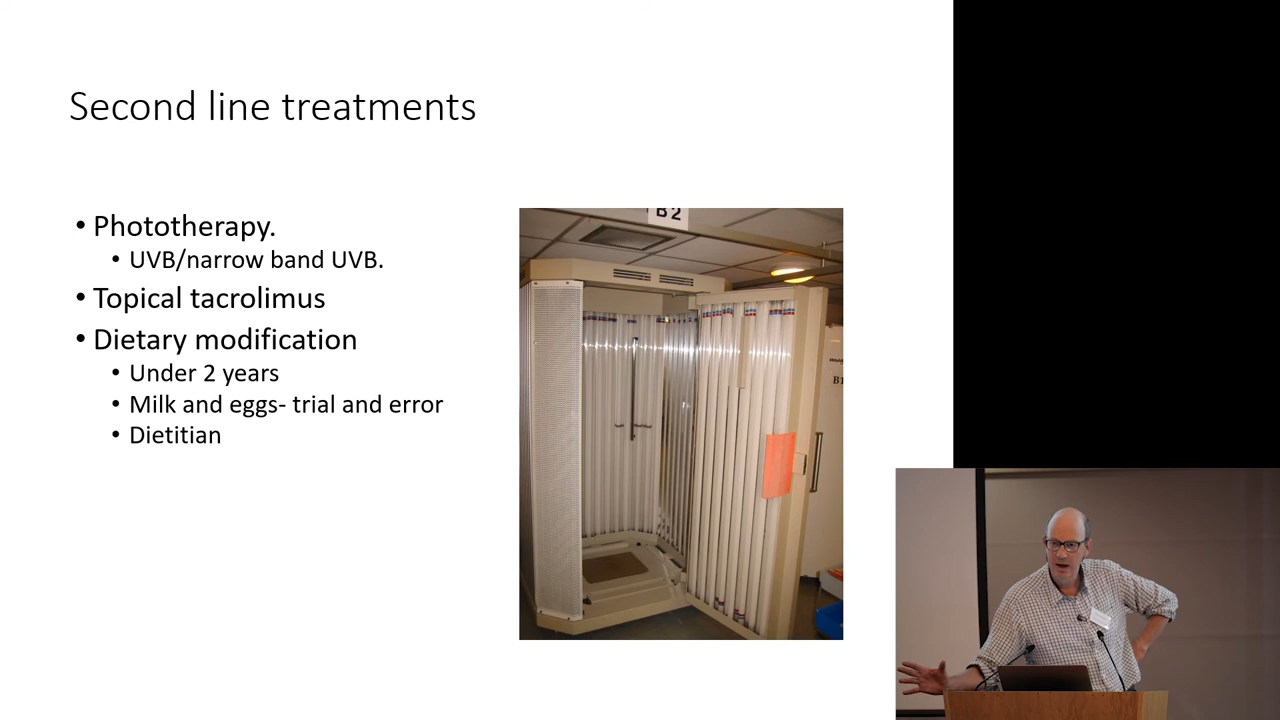 Second line treatments
• Phototherapy.
• UVB/narrow band UVB.
• Topical tacrolimus
• Dietary modification
• Under 2 years
• Milk and eggs- trial and error
• Dietitian
B2
B1